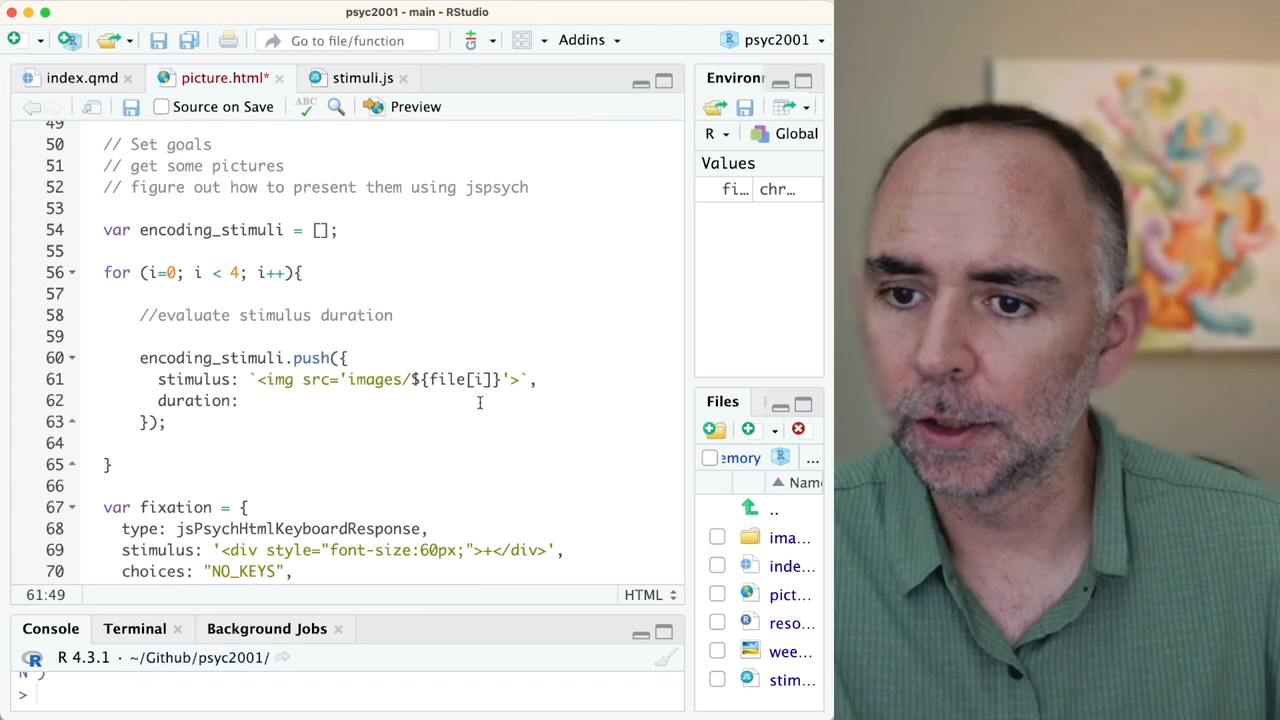 psyc2001 - main - RStudio
Go to file/function
Addins
psyc2001
index.qmd
picture.html*
stimuli.js
Source on Save
ABC
Preview
49
50 // Set goals
51 // get some pictures
52 // figure out how to present them using jspsych
53
54 var encoding_stimuli = [];
55
56 for (i=0; i < 4; i++){
57
58 //evaluate stimulus duration
59
60 encoding_stimuli.push({
61 stimulus: `<img src='images/${file[i]}'>`,
62 duration:
63 });
64
65 }
66
67 var fixation = {
68 type: jsPsychHtmlKeyboardResponse,
69 stimulus: '<div style="font-size:60px;">+</div>',
70 choices: "NO_KEYS",
61:49
HTML
Console
Terminal
Background Jobs
R 4.3.1 · ~/Github/psyc2001/
>
Environ
R
Global
Values
fi...
chr...
Files
emory
...
Name
..
ima...
inde...
pict...
reso...
wee...
stim...